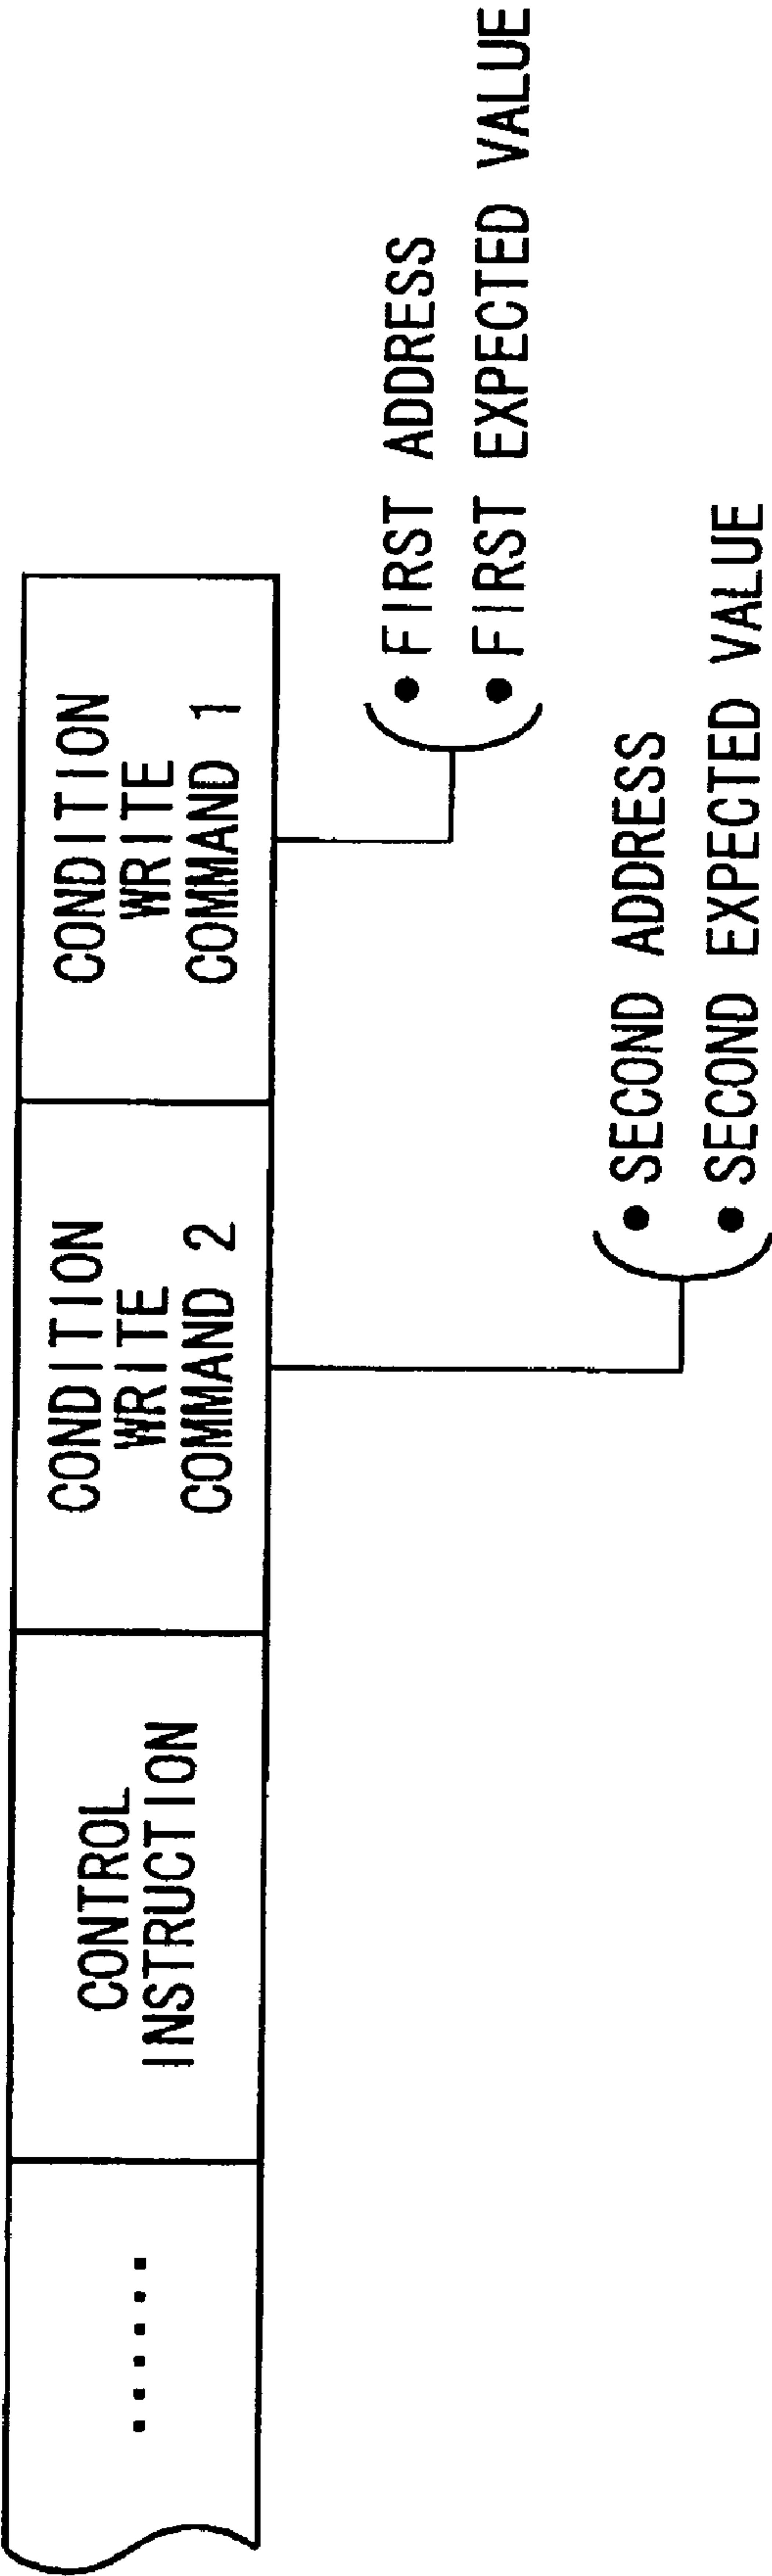 ......
CONTROL
INSTRUCTION
CONDITION
WRITE
COMMAND 2
CONDITION
WRITE
COMMAND 1
• FIRST ADDRESS
• FIRST EXPECTED VALUE
• SECOND ADDRESS
• SECOND EXPECTED VALUE